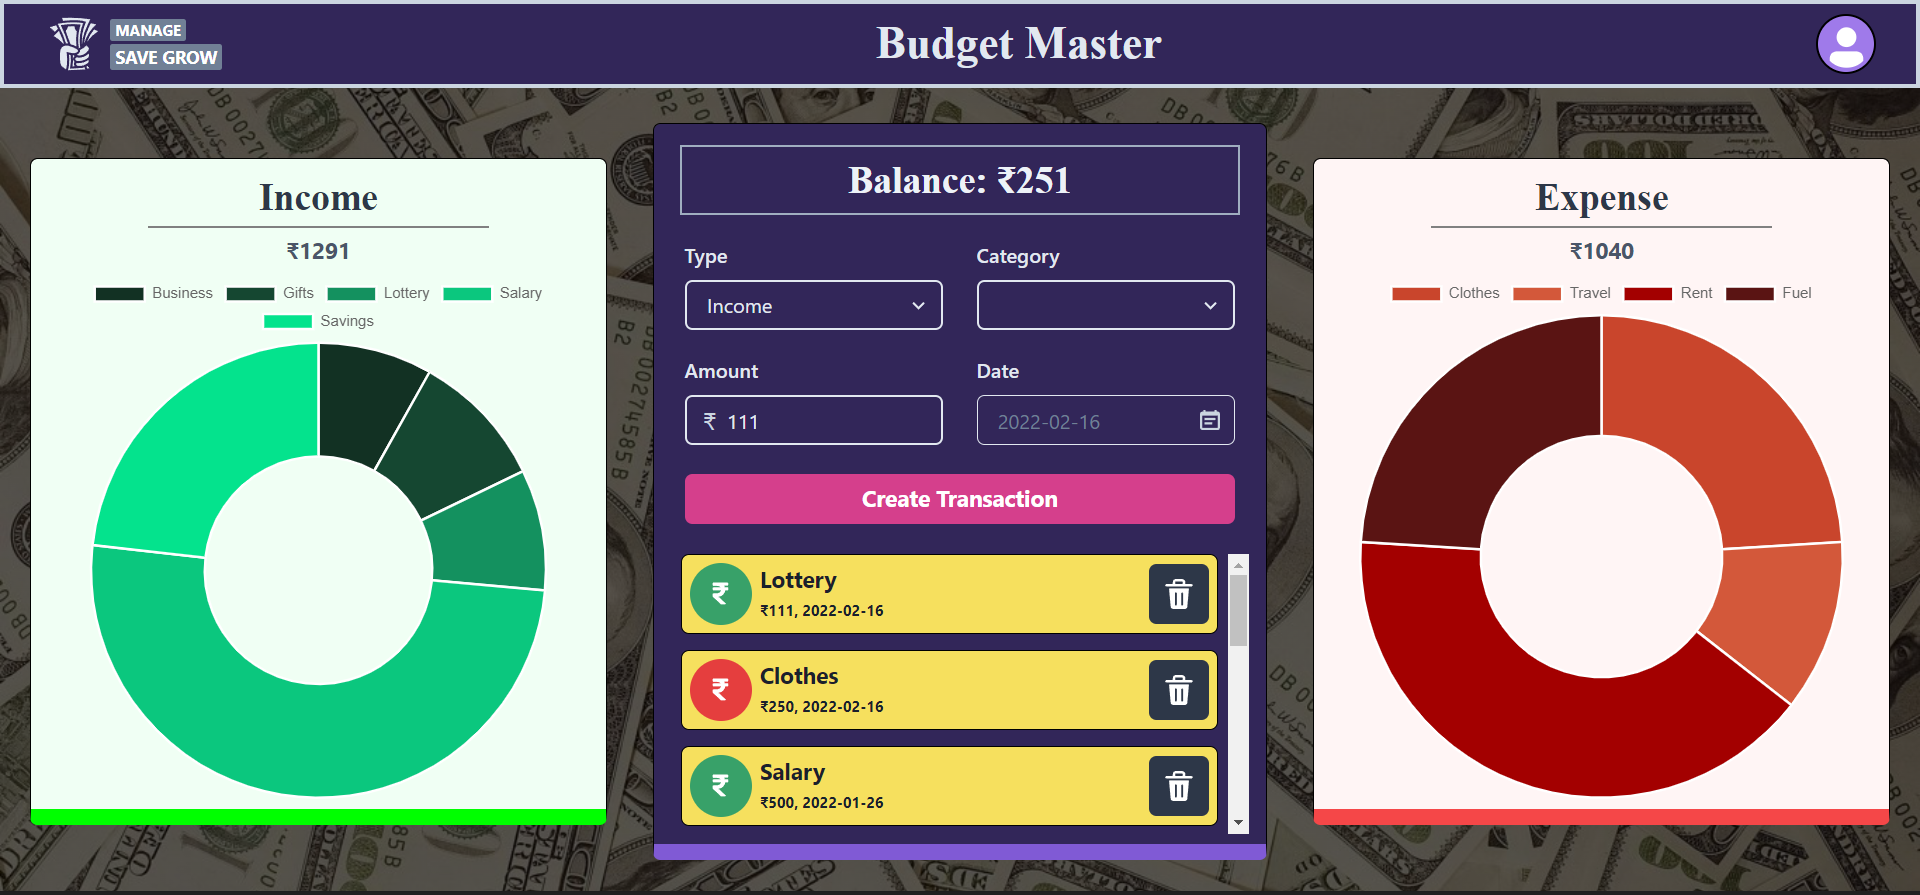 MANAGE
SAVE GROW
Budget Master
Income
₹1291
Business Gifts Lottery Salary
Savings
Balance: ₹251
Type Category
Income
Amount Date
₹ 111 2022-02-16
Create Transaction
₹ Lottery
₹111, 2022-02-16
₹ Clothes
₹250, 2022-02-16
₹ Salary
₹500, 2022-01-26
Expense
₹1040
Clothes Travel Rent Fuel